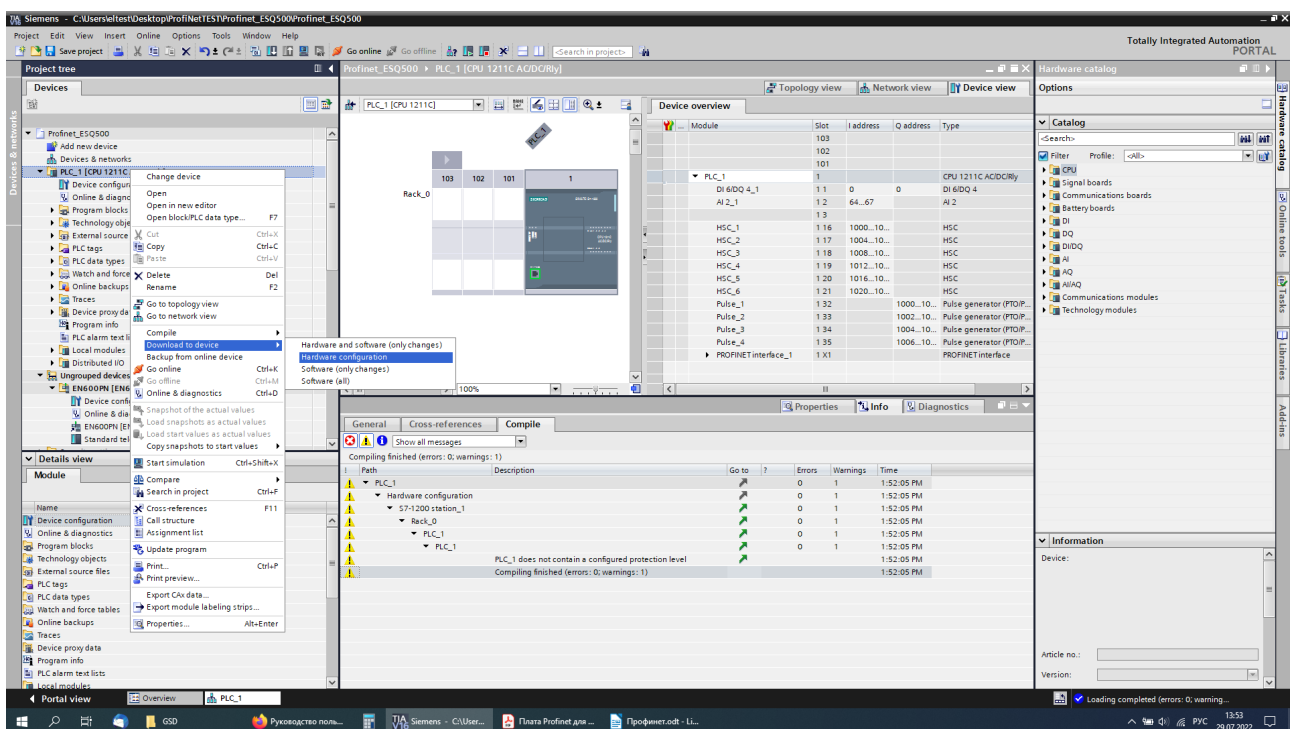 Siemens - C:\Users\eltest\Desktop\ProfiNetTEST\Profinet_ESQ500\Profinet_ESQ500
Project Edit View Insert Online Options Tools Window Help
Totally Integrated Automation
PORTAL
Save project
Go online
Go offline
<Search in project>
Project tree
Profinet_ESQ500 PLC_1 [CPU 1211C AC/DC/Rly]
Hardware catalog
Devices
Topology view
Network view
Device view
Options
PLC_1 [CPU 1211C]
Device overview
Module Slot I address Q address Type
103
102
101
PLC_1 1 CPU 1211C AC/DC/Rly
DI 6/DQ 4_1 1 1 0 0 DI 6/DQ 4
AI 2_1 1 2 64...67 AI 2
1 3
HSC_1 1 16 1000...10... HSC
HSC_2 1 17 1004...10... HSC
HSC_3 1 18 1008...10... HSC
HSC_4 1 19 1012...10... HSC
HSC_5 1 20 1016...10... HSC
HSC_6 1 21 1020...10... HSC
Pulse_1 1 32 1000...10... Pulse generator (PTO/P...
Pulse_2 1 33 1002...10... Pulse generator (PTO/P...
Pulse_3 1 34 1004...10... Pulse generator (PTO/P...
Pulse_4 1 35 1006...10... Pulse generator (PTO/P...
PROFINET interface_1 1 X1 PROFINET interface
PLC_1
103 102 101 1
Rack_0
SIEMENS
100%
Profinet_ESQ500
Add new device
Devices & networks
PLC_1 [CPU 1211C
Device configura
Online & diagno
Program blocks
Technology obje
External source
PLC tags
PLC data types
Watch and force
Online backups
Traces
Device proxy da
Program info
PLC alarm text li
Local modules
Distributed I/O
Ungrouped devices
EN600PN [EN6
Device confi
Online & dia
EN600PN [EN
Standard tel
Change device
Open
Open in new editor
Open block/PLC data type... F7
Cut Ctrl+X
Copy Ctrl+C
Paste Ctrl+V
Delete Del
Rename F2
Go to topology view
Go to network view
Compile
Download to device
Backup from online device
Go online Ctrl+K
Go offline Ctrl+M
Online & diagnostics Ctrl+D
Snapshot of the actual values
Load snapshots as actual values
Load start values as actual values
Copy snapshots to start values
Start simulation Ctrl+Shift+X
Compare
Search in project Ctrl+F
Cross-references F11
Call structure
Assignment list
Update program
Print... Ctrl+P
Print preview...
Export CAx data...
Export module labeling strips...
Properties... Alt+Enter
Hardware and software (only changes)
Hardware configuration
Software (only changes)
Software (all)
Properties
Info
Diagnostics
General Cross-references Compile
Show all messages
Compiling finished (errors: 0; warnings: 1)
! Path Description Go to ? Errors Warnings Time
PLC_1 0 1 1:52:05 PM
Hardware configuration 0 1 1:52:05 PM
S7-1200 station_1 0 1 1:52:05 PM
Rack_0 0 1 1:52:05 PM
PLC_1 0 1 1:52:05 PM
PLC_1 0 1 1:52:05 PM
PLC_1 does not contain a configured protection level 1:52:05 PM
Compiling finished (errors: 0; warnings: 1) 1:52:05 PM
Details view
Module
Name
Device configuration
Online & diagnostics
Program blocks
Technology objects
External source files
PLC tags
PLC data types
Watch and force tables
Online backups
Traces
Device proxy data
Program info
PLC alarm text lists
Local modules
Catalog
<Search>
Filter Profile: <All>
CPU
Signal boards
Communications boards
Battery boards
DI
DQ
DI/DQ
AI
AQ
AI/AQ
Communications modules
Technology modules
Information
Device:
Article no.:
Version:
Devices & networks
Hardware catalog
Online tools
Tasks
Libraries
Add-ins
Portal view
Overview
PLC_1
Loading completed (errors: 0; warning...
GSD
Руководство поль...
Siemens - C:\User...
Плата Profinet для ...
Профинет.odt - Li...
РУС
13:53
29.07.2022